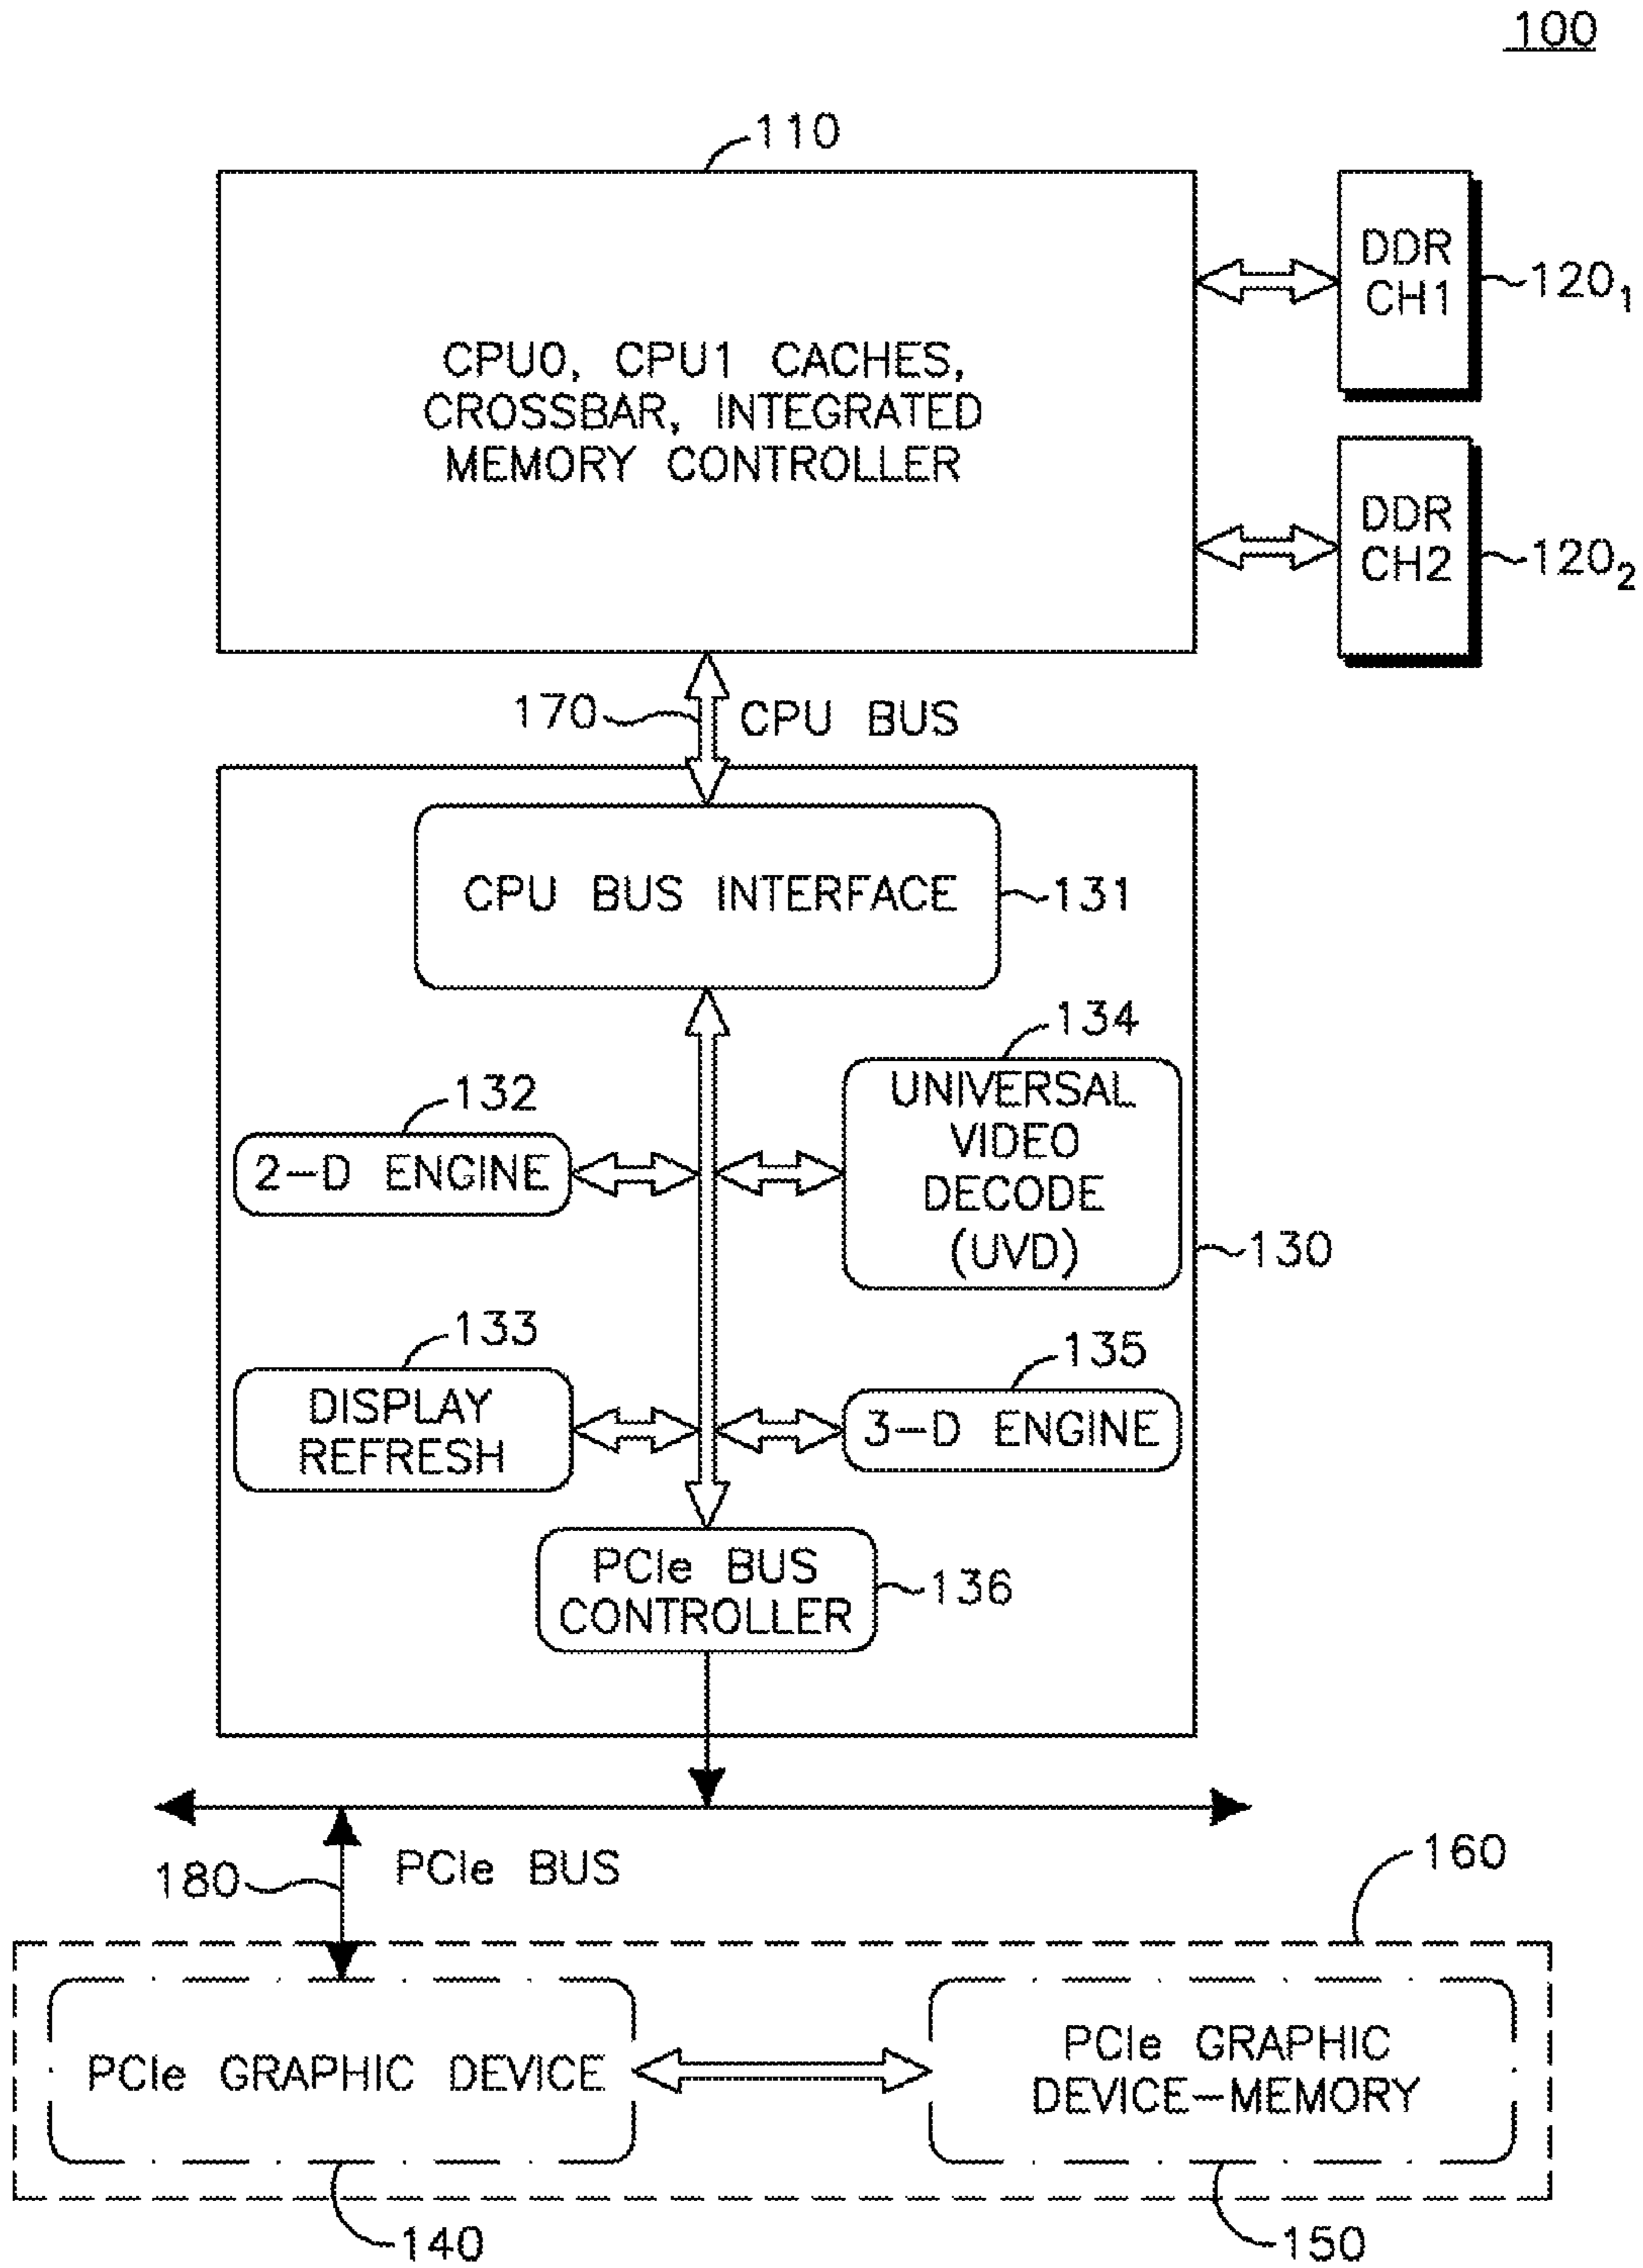 100
110
CPU0, CPU1 CACHES,
CROSSBAR, INTEGRATED
MEMORY CONTROLLER
DDR
CH1
120₁
DDR
CH2
120₂
170
CPU BUS
CPU BUS INTERFACE
131
134
UNIVERSAL
VIDEO
DECODE
(UVD)
132
2-D ENGINE
130
133
DISPLAY
REFRESH
135
3-D ENGINE
PCIe BUS
CONTROLLER
136
180
PCIe BUS
160
PCIe GRAPHIC DEVICE
PCIe GRAPHIC
DEVICE-MEMORY
140
150